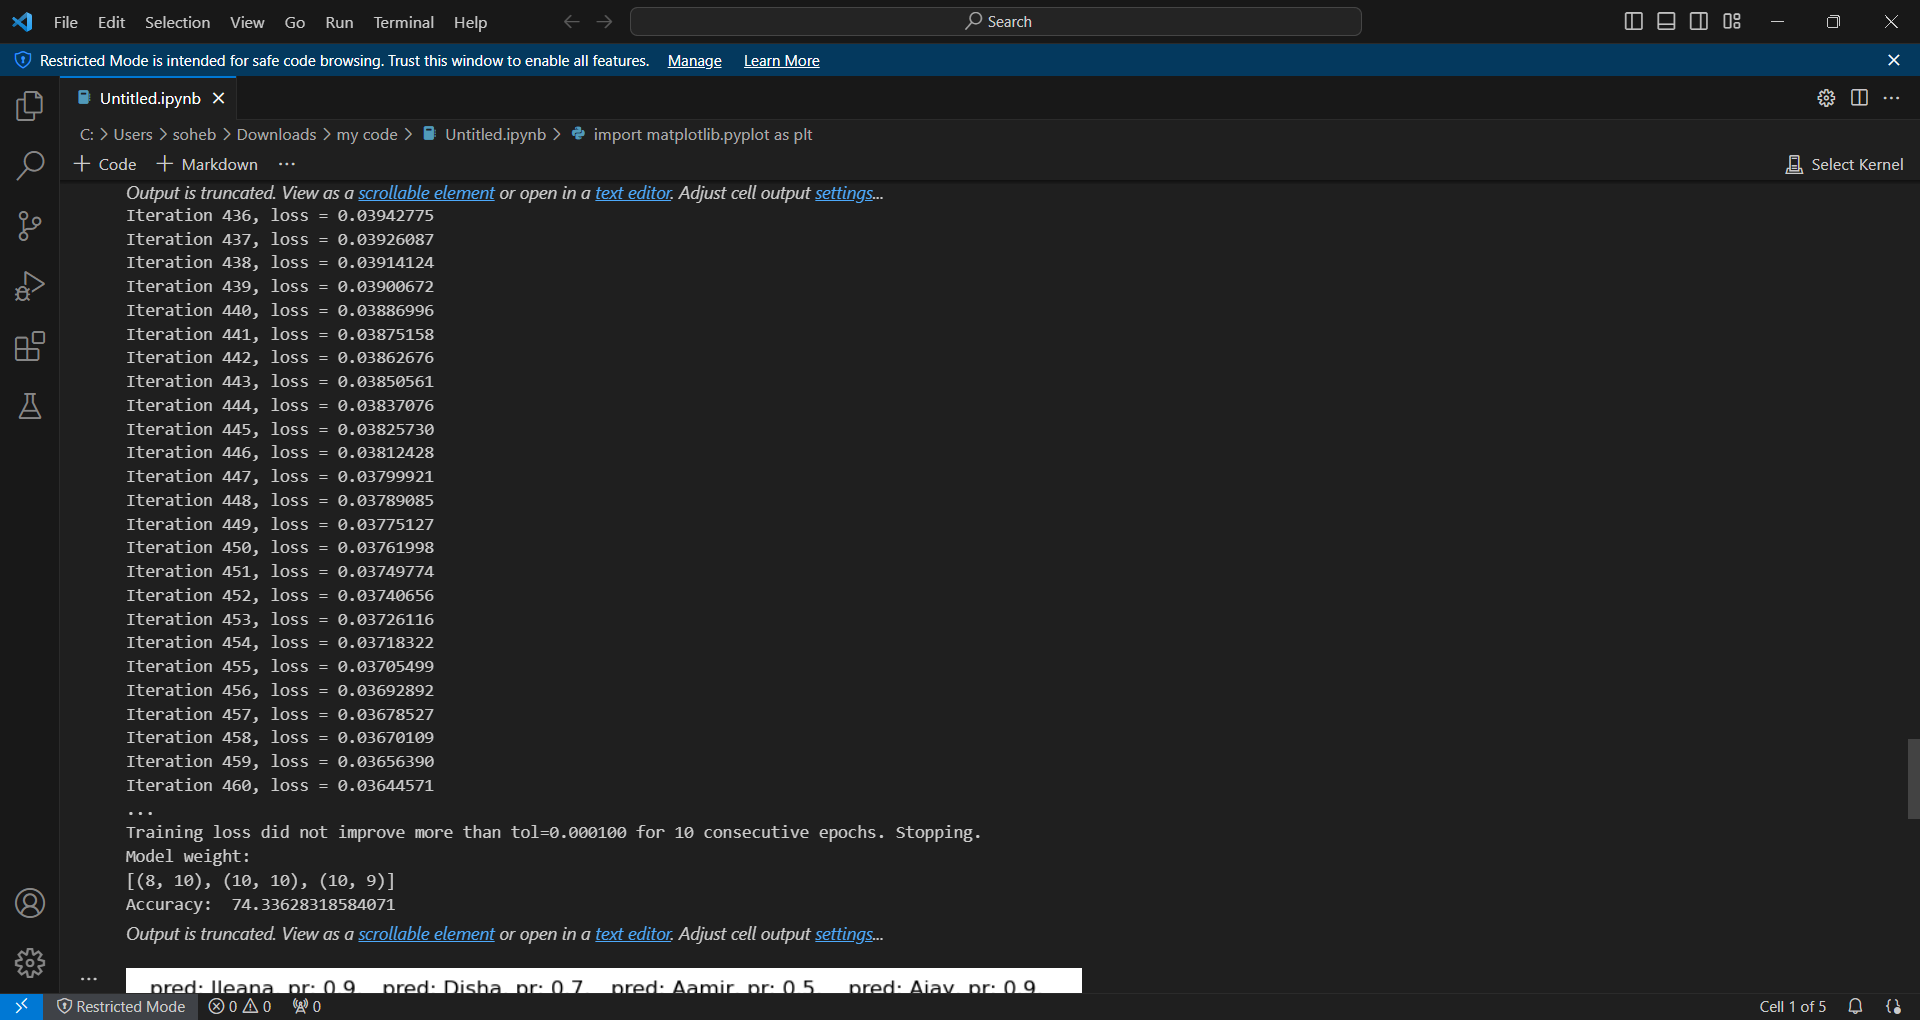 File Edit Selection View Go Run Terminal Help Search
Restricted Mode is intended for safe code browsing. Trust this window to enable all features. Manage Learn More
Untitled.ipynb
C: > Users > soheb > Downloads > my code > Untitled.ipynb > import matplotlib.pyplot as plt
+ Code + Markdown ... Select Kernel
Output is truncated. View as a scrollable element or open in a text editor. Adjust cell output settings...
Iteration 436, loss = 0.03942775
Iteration 437, loss = 0.03926087
Iteration 438, loss = 0.03914124
Iteration 439, loss = 0.03900672
Iteration 440, loss = 0.03886996
Iteration 441, loss = 0.03875158
Iteration 442, loss = 0.03862676
Iteration 443, loss = 0.03850561
Iteration 444, loss = 0.03837076
Iteration 445, loss = 0.03825730
Iteration 446, loss = 0.03812428
Iteration 447, loss = 0.03799921
Iteration 448, loss = 0.03789085
Iteration 449, loss = 0.03775127
Iteration 450, loss = 0.03761998
Iteration 451, loss = 0.03749774
Iteration 452, loss = 0.03740656
Iteration 453, loss = 0.03726116
Iteration 454, loss = 0.03718322
Iteration 455, loss = 0.03705499
Iteration 456, loss = 0.03692892
Iteration 457, loss = 0.03678527
Iteration 458, loss = 0.03670109
Iteration 459, loss = 0.03656390
Iteration 460, loss = 0.03644571
...
Training loss did not improve more than tol=0.000100 for 10 consecutive epochs. Stopping.
Model weight:
[(8, 10), (10, 10), (10, 9)]
Accuracy:  74.33628318584071
Output is truncated. View as a scrollable element or open in a text editor. Adjust cell output settings...
pred: Ileana, pr: 0.9 pred: Disha, pr: 0.7 pred: Aamir, pr: 0.5 pred: Ajay, pr: 0.9
Restricted Mode 0 0 0 Cell 1 of 5